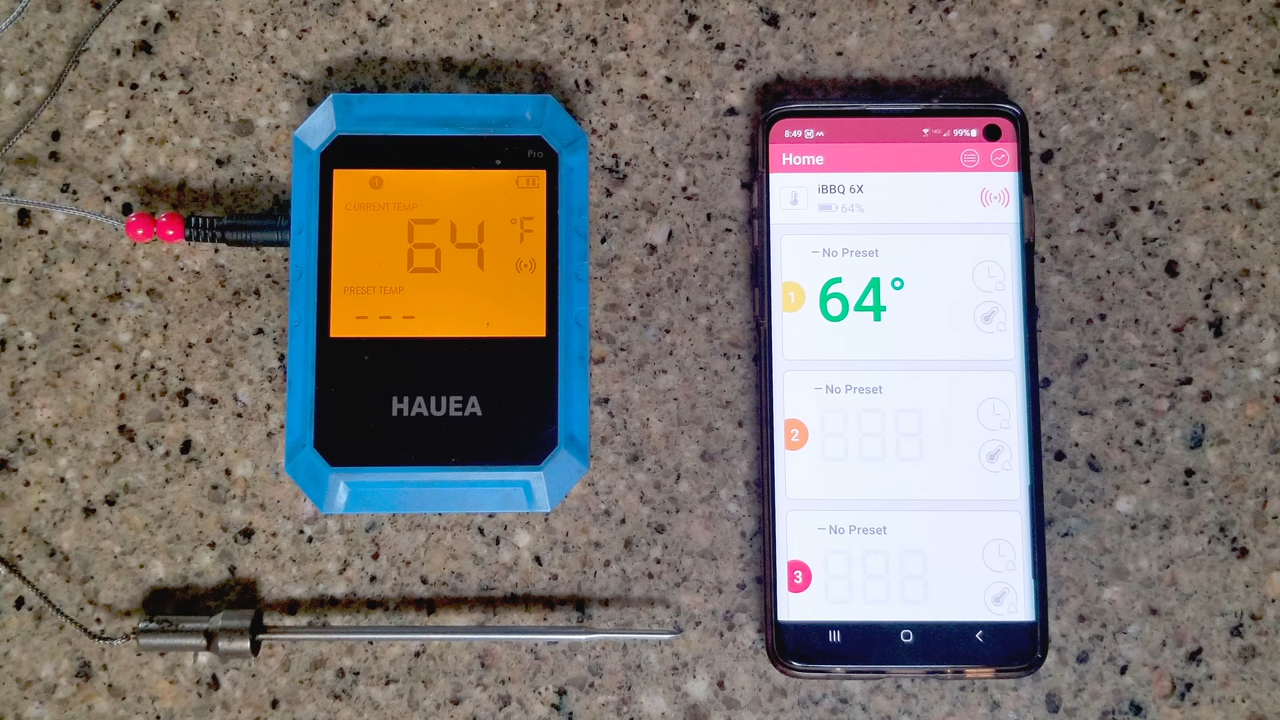 Pro
1
CURRENT TEMP
64 °F
PRESET TEMP.
- - -
HAUEA
8:49 99%
Home
iBBQ 6X
64%
– No Preset
1 64°
– No Preset
2
– No Preset
3